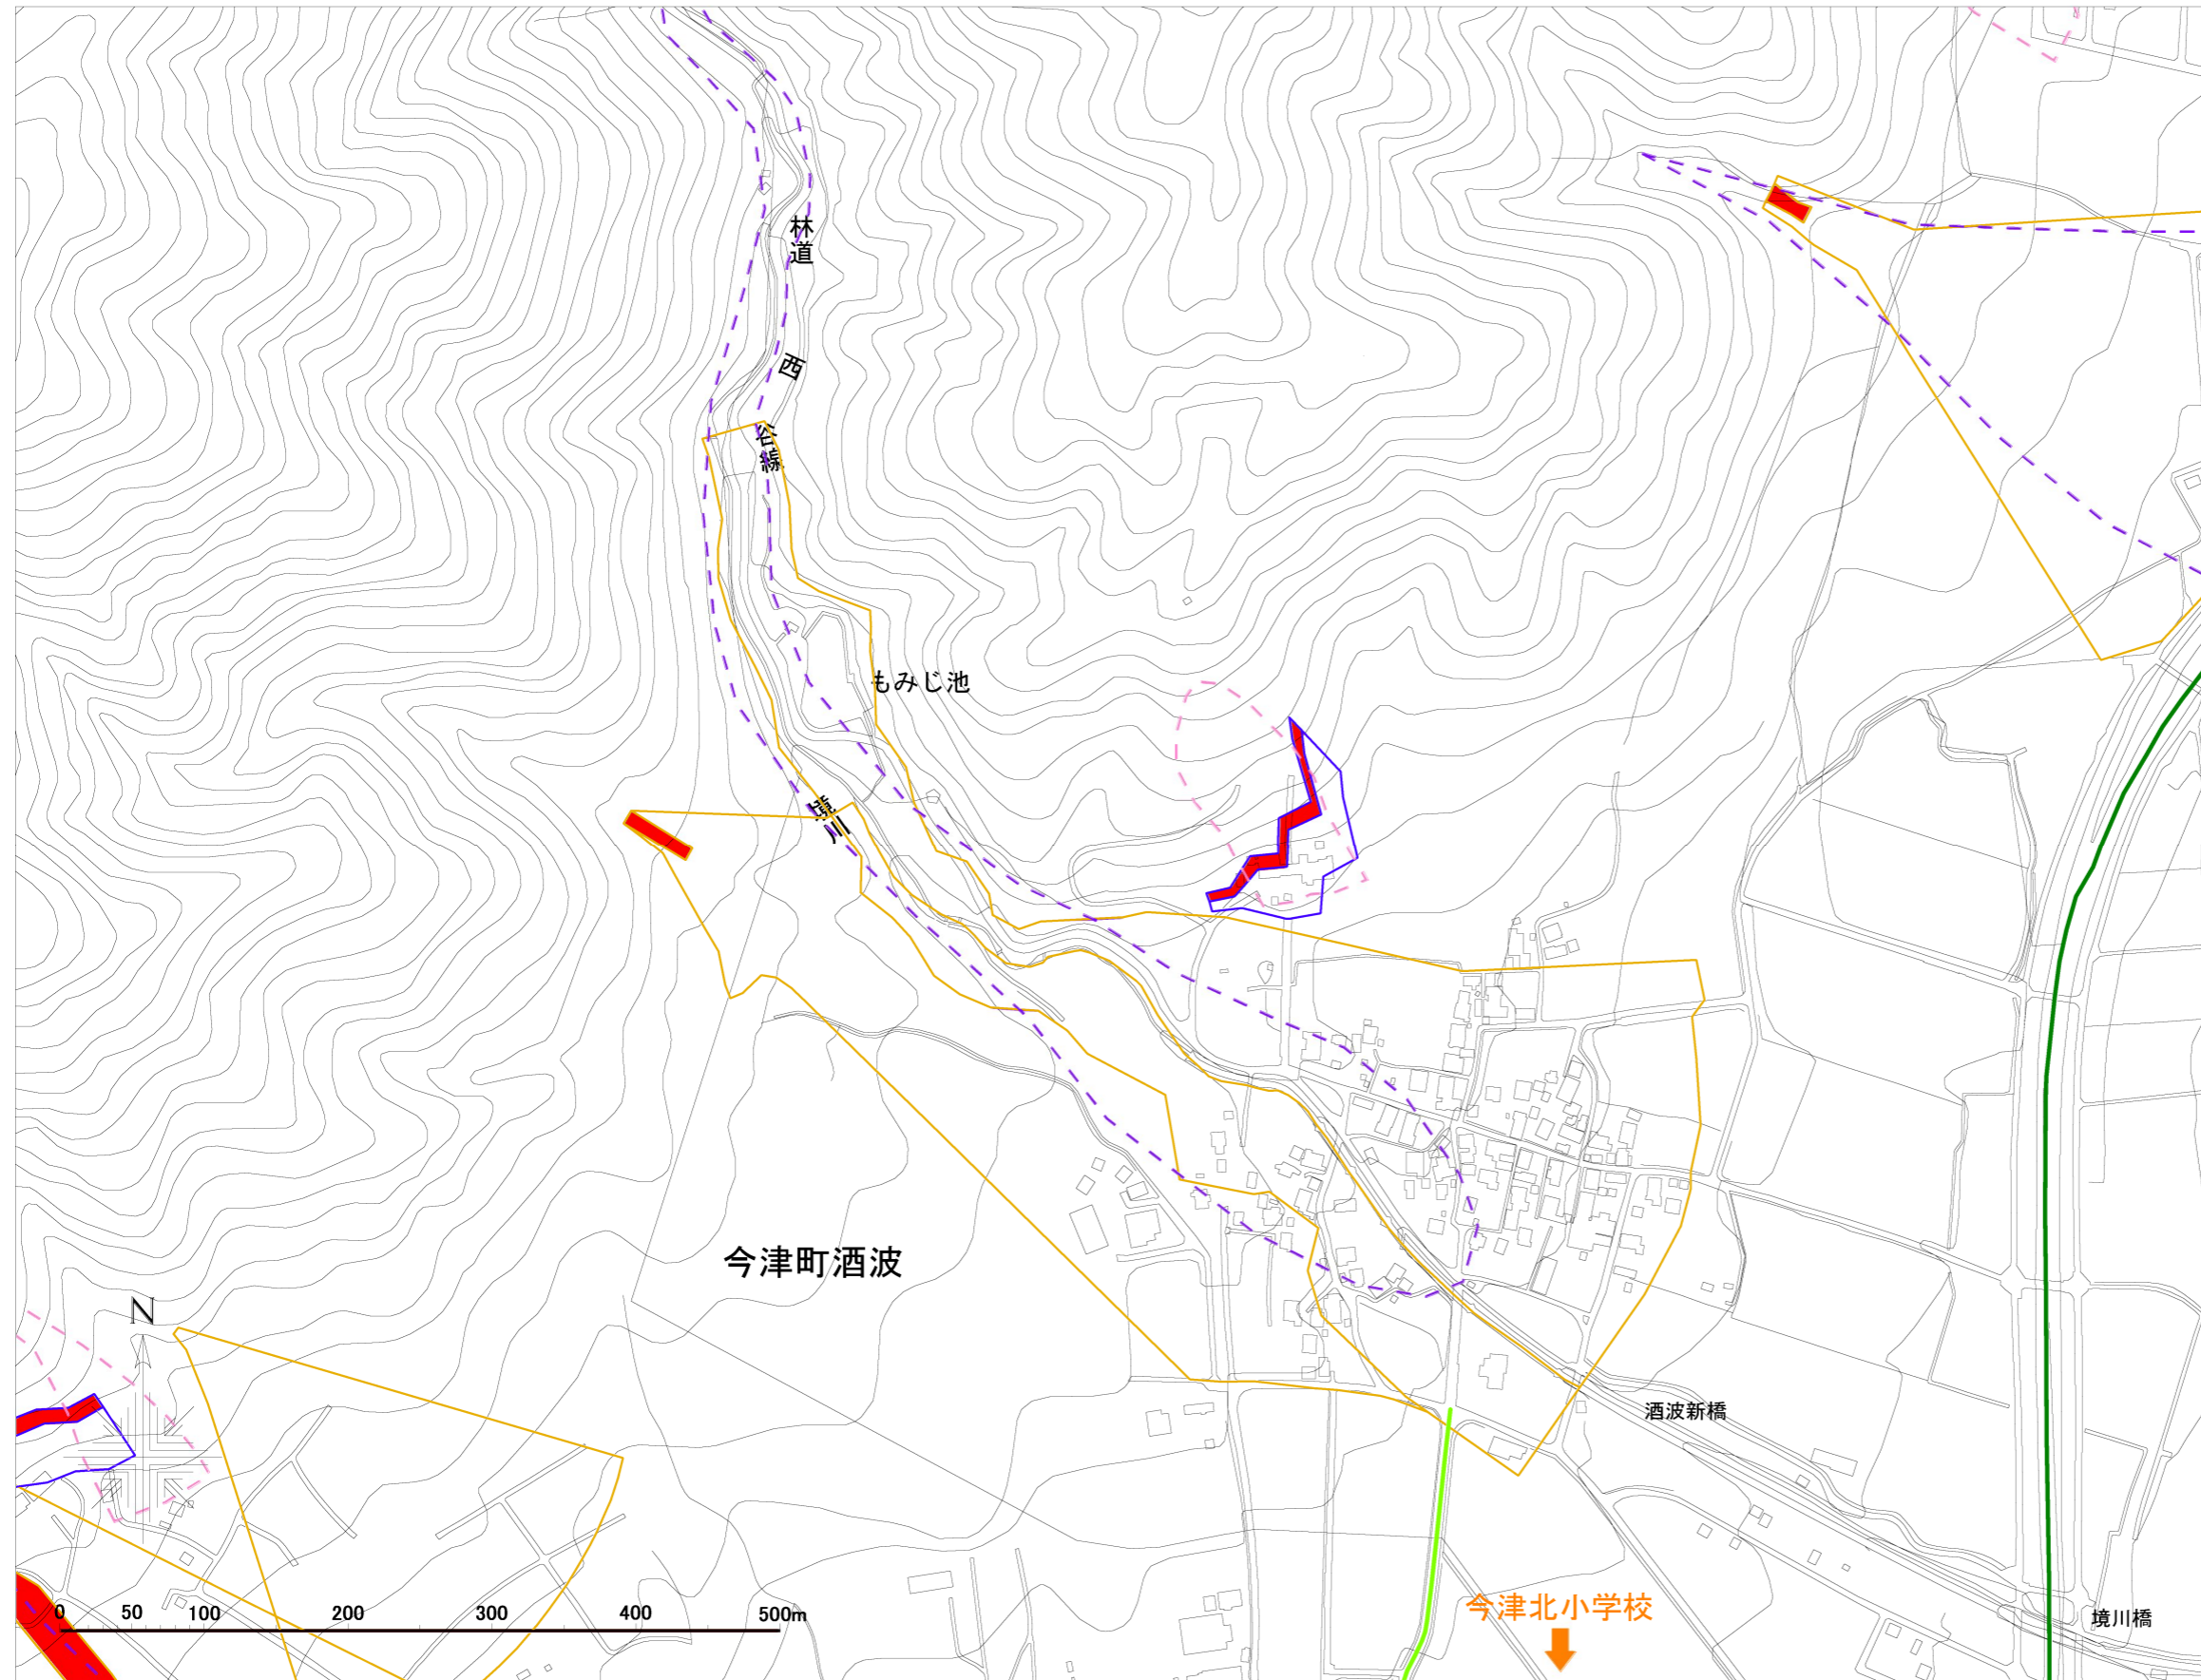 林道
西
谷線
もみじ池
境川
今津町酒波
N
酒波新橋
0 50 100 200 300 400 500m
今津北小学校
境川橋